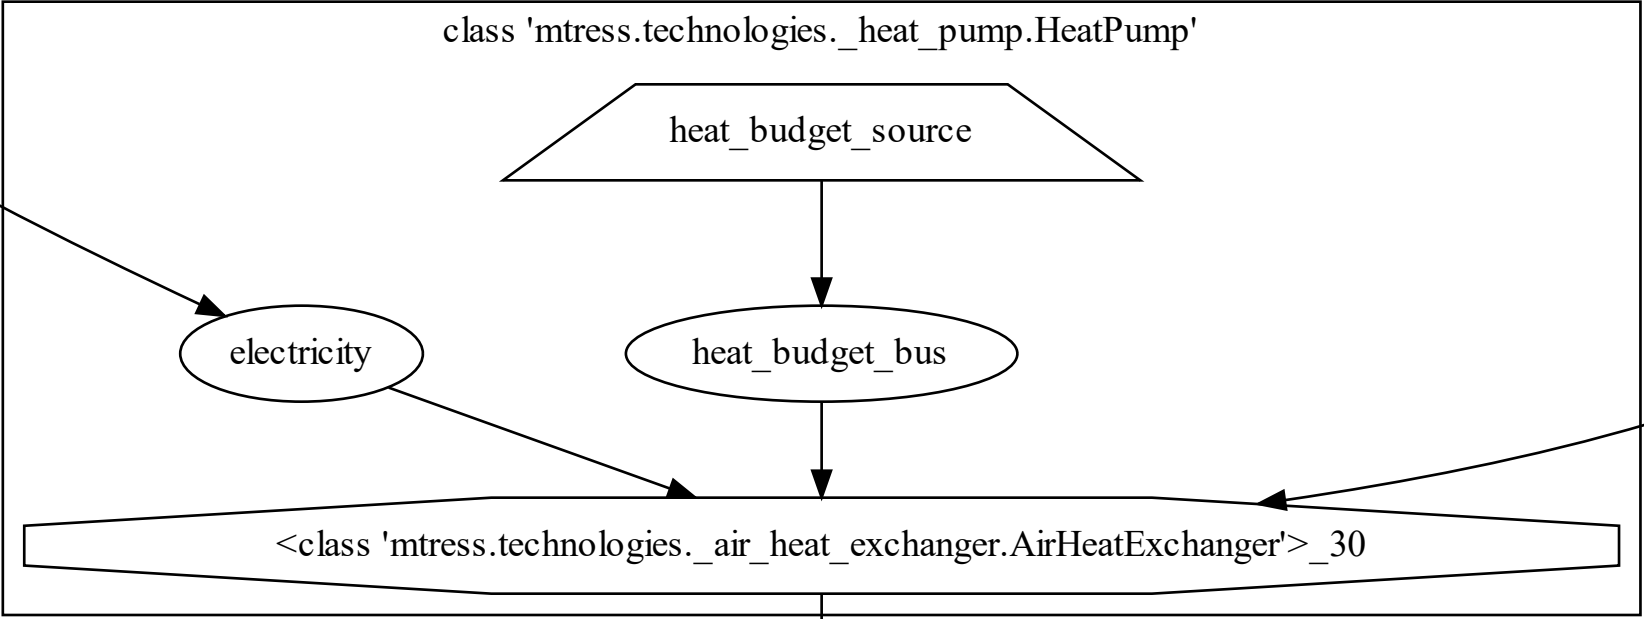 class 'mtress.technologies._heat_pump.HeatPump'
heat_budget_source
electricity
heat_budget_bus
<class 'mtress.technologies._air_heat_exchanger.AirHeatExchanger'>_30